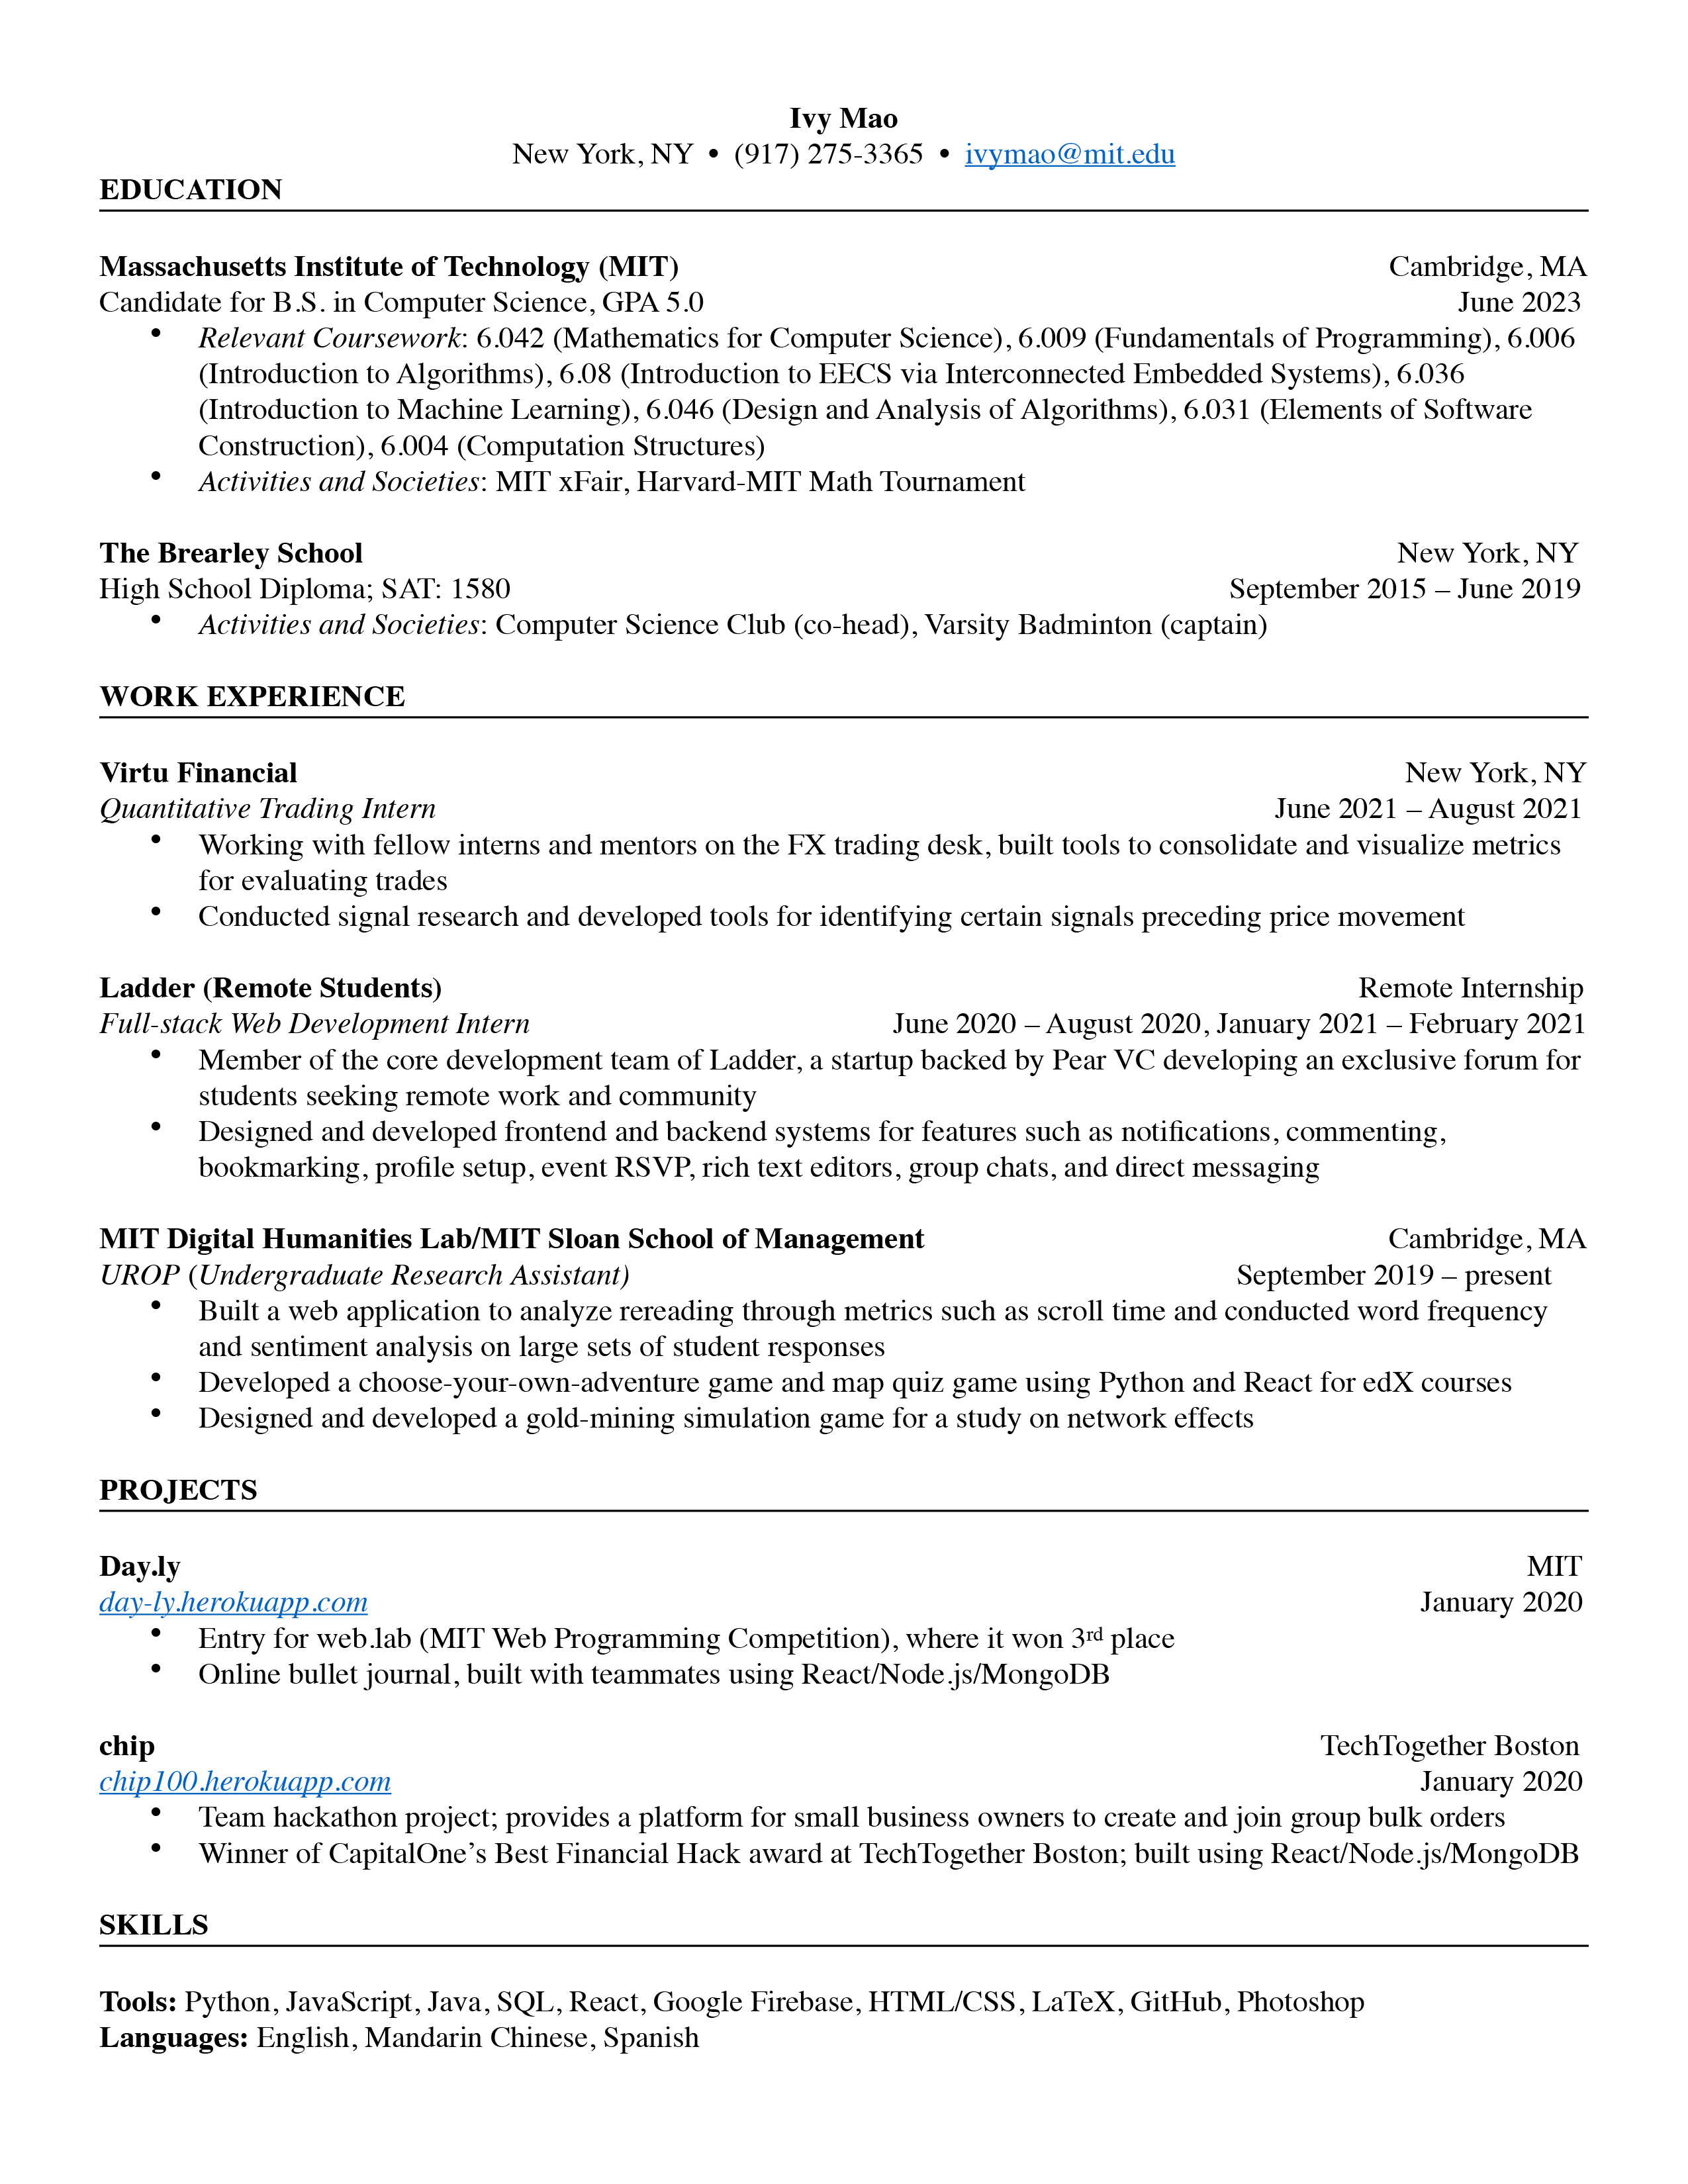 Ivy Mao
New York, NY • (917) 275-3365 • ivymao@mit.edu
EDUCATION
Massachusetts Institute of Technology (MIT) Cambridge, MA
Candidate for B.S. in Computer Science, GPA 5.0 June 2023
• Relevant Coursework: 6.042 (Mathematics for Computer Science), 6.009 (Fundamentals of Programming), 6.006
(Introduction to Algorithms), 6.08 (Introduction to EECS via Interconnected Embedded Systems), 6.036
(Introduction to Machine Learning), 6.046 (Design and Analysis of Algorithms), 6.031 (Elements of Software
Construction), 6.004 (Computation Structures)
• Activities and Societies: MIT xFair, Harvard-MIT Math Tournament
The Brearley School New York, NY
High School Diploma; SAT: 1580 September 2015 – June 2019
• Activities and Societies: Computer Science Club (co-head), Varsity Badminton (captain)
WORK EXPERIENCE
Virtu Financial New York, NY
Quantitative Trading Intern June 2021 – August 2021
• Working with fellow interns and mentors on the FX trading desk, built tools to consolidate and visualize metrics
for evaluating trades
• Conducted signal research and developed tools for identifying certain signals preceding price movement
Ladder (Remote Students) Remote Internship
Full-stack Web Development Intern June 2020 – August 2020, January 2021 – February 2021
• Member of the core development team of Ladder, a startup backed by Pear VC developing an exclusive forum for
students seeking remote work and community
• Designed and developed frontend and backend systems for features such as notifications, commenting,
bookmarking, profile setup, event RSVP, rich text editors, group chats, and direct messaging
MIT Digital Humanities Lab/MIT Sloan School of Management Cambridge, MA
UROP (Undergraduate Research Assistant) September 2019 – present
• Built a web application to analyze rereading through metrics such as scroll time and conducted word frequency
and sentiment analysis on large sets of student responses
• Developed a choose-your-own-adventure game and map quiz game using Python and React for edX courses
• Designed and developed a gold-mining simulation game for a study on network effects
PROJECTS
Day.ly MIT
day-ly.herokuapp.com January 2020
• Entry for web.lab (MIT Web Programming Competition), where it won 3rd place
• Online bullet journal, built with teammates using React/Node.js/MongoDB
chip TechTogether Boston
chip100.herokuapp.com January 2020
• Team hackathon project; provides a platform for small business owners to create and join group bulk orders
• Winner of CapitalOne’s Best Financial Hack award at TechTogether Boston; built using React/Node.js/MongoDB
SKILLS
Tools: Python, JavaScript, Java, SQL, React, Google Firebase, HTML/CSS, LaTeX, GitHub, Photoshop
Languages: English, Mandarin Chinese, Spanish